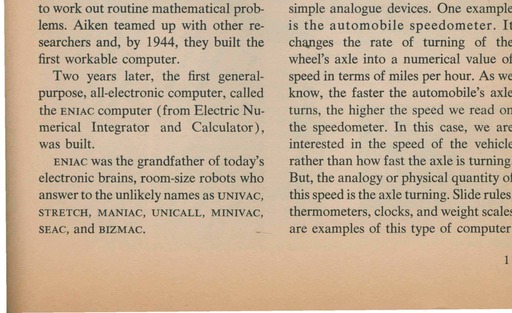 to work out routine mathematical prob-
lems. Aiken teamed up with other re-
searchers and, by 1944, they built the
first workable computer.
Two years later, the first general-
purpose, all-electronic computer, called
the ENIAC computer (from Electric Nu-
merical Integrator and Calculator),
was built.
ENIAC was the grandfather of today's
electronic brains, room-size robots who
answer to the unlikely names as UNIVAC,
STRETCH, MANIAC, UNICALL, MINIVAC,
SEAC, and BIZMAC.
simple analogue devices. One example
is the automobile speedometer. It
changes the rate of turning of the
wheel's axle into a numerical value of
speed in terms of miles per hour. As we
know, the faster the automobile's axle
turns, the higher the speed we read on
the speedometer. In this case, we are
interested in the speed of the vehicle
rather than how fast the axle is turning
But, the analogy or physical quantity of
this speed is the axle turning. Slide rules
thermometers, clocks, and weight scales
are examples of this type of computer
1